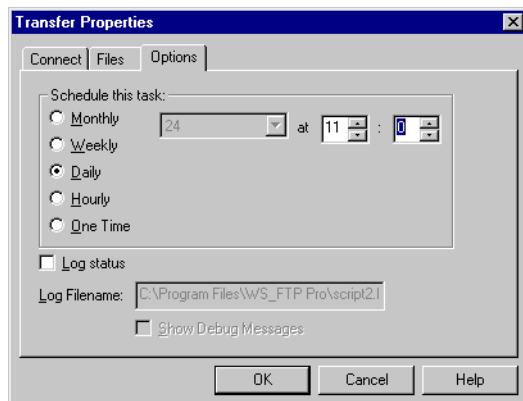 Transfer Properties
Connect Files Options
Schedule this task:
Monthly 24 at 11 : 0
Weekly
Daily
Hourly
One Time
Log status
Log Filename: C:\Program Files\WS_FTP Pro\script2.l
Show Debug Messages
OK Cancel Help